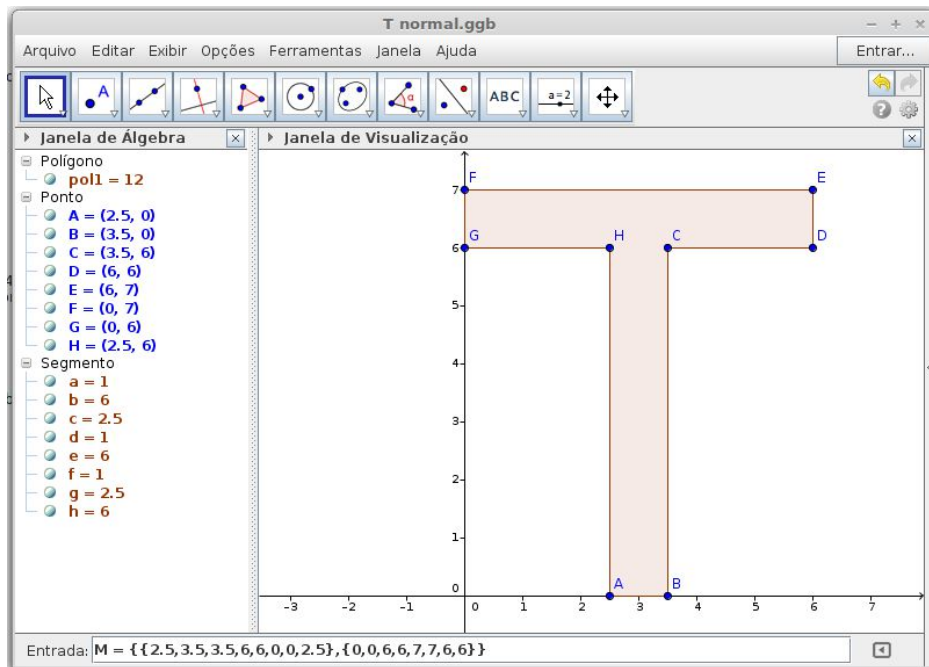 T normal.ggb
Arquivo Editar Exibir Opções Ferramentas Janela Ajuda
Entrar...
A
α
ABC
a=2
Janela de Álgebra
Janela de Visualização
Polígono
pol1 = 12
Ponto
A = (2.5, 0)
B = (3.5, 0)
C = (3.5, 6)
D = (6, 6)
E = (6, 7)
F = (0, 7)
G = (0, 6)
H = (2.5, 6)
Segmento
a = 1
b = 6
c = 2.5
d = 1
e = 6
f = 1
g = 2.5
h = 6
F E
7
G H C D
6
5
4
3
2
1
0 A B
-3 -2 -1 0 1 2 3 4 5 6 7
Entrada: M = {{2.5,3.5,3.5,6,6,0,0,2.5},{0,0,6,6,7,7,6,6}}